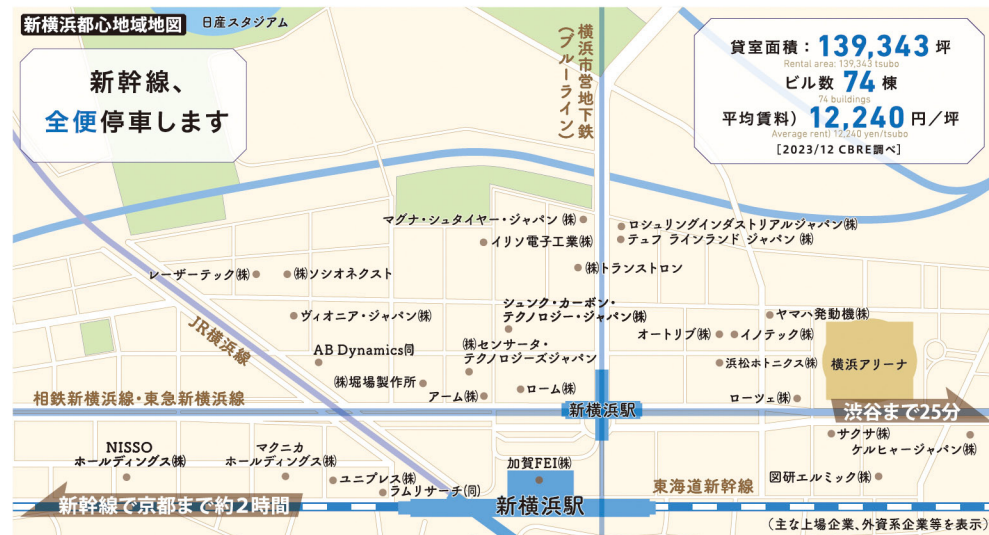 新横浜都心地域地図
日産スタジアム
新幹線、
全便停車します
横浜市営地下鉄
(ブルーライン)
貸室面積：139,343坪
Rental area: 139,343 tsubo
ビル数 74 棟
74 buildings
平均賃料） 12,240 円／坪
Average rent) 12,240 yen/tsubo
[2023/12 CBRE調べ]
マグナ・シュタイヤー・ジャパン㈱
イリソ電子工業㈱
ロシュリングインダストリアルジャパン㈱
テュフ ラインランド ジャパン ㈱
レーザーテック㈱
㈱ソシオネクスト
㈱トランストロン
ヴィオニア・ジャパン㈱
シュンク・カーボン・
テクノロジー・ジャパン㈱
ヤマハ発動機㈱
オートリブ㈱
イノテック㈱
JR横浜線
AB Dynamics同
㈱センサータ・
テクノロジーズジャパン
浜松ホトニクス㈱
横浜アリーナ
㈱堀場製作所
アーム㈱
ローム㈱
ローツェ㈱
相鉄新横浜線・東急新横浜線
新横浜駅
渋谷まで25分
サクサ㈱
ケルヒャージャパン㈱
NISSO
ホールディングス㈱
マクニカ
ホールディングス㈱
ユニプレス㈱
ラムリサーチ(同)
加賀FEI㈱
図研エルミック㈱
東海道新幹線
新幹線で京都まで約2時間
新横浜駅
（主な上場企業、外資系企業等を表示）